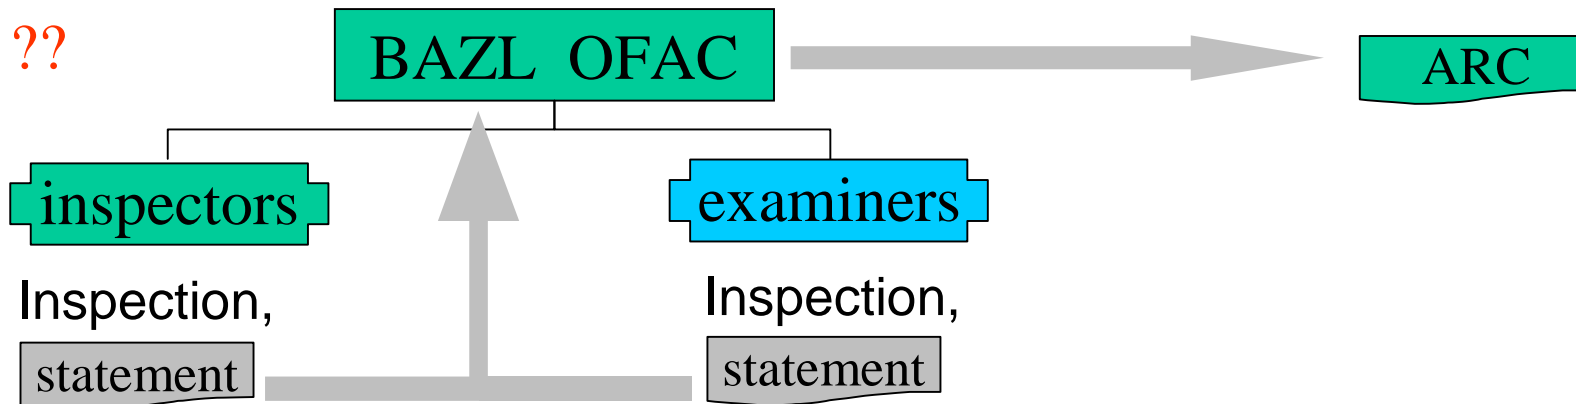 ??
BAZL OFAC
ARC
inspectors
examiners
Inspection,
Inspection,
statement
statement